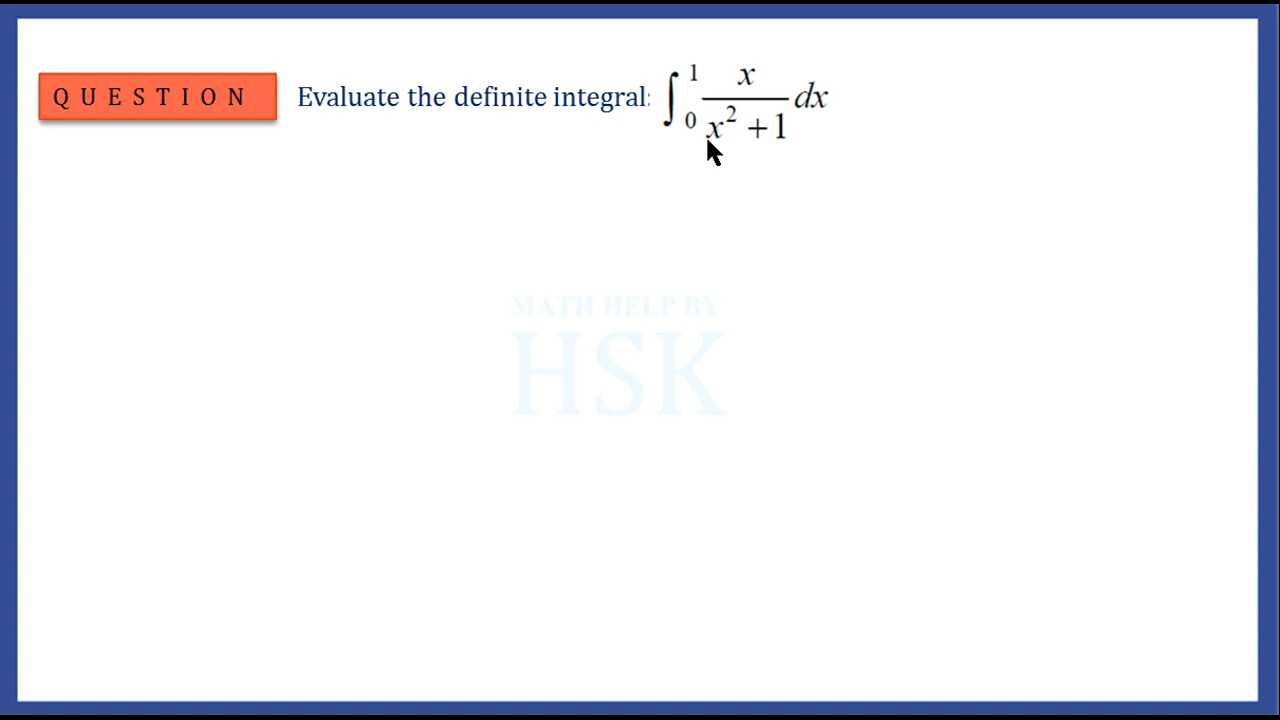 QUESTION Evaluate the definite integral: ∫₀¹ x/(x² + 1) dx
MATH HELP BY
HSK